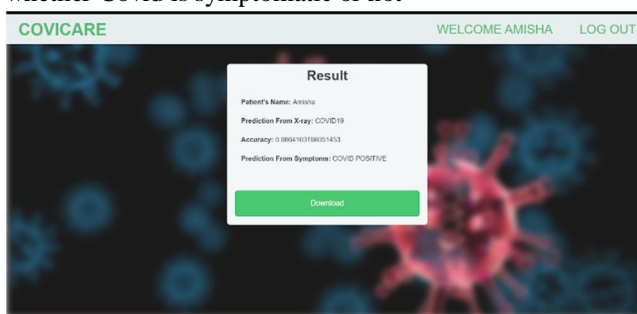 whether Covid is symptomatic or not
COVICARE WELCOME AMISHA LOG OUT
Result
Patient's Name: Amisha
Prediction From X-ray: COVID19
Accuracy: 0.9864103198051453
Prediction From Symptoms: COVID POSITIVE
Download